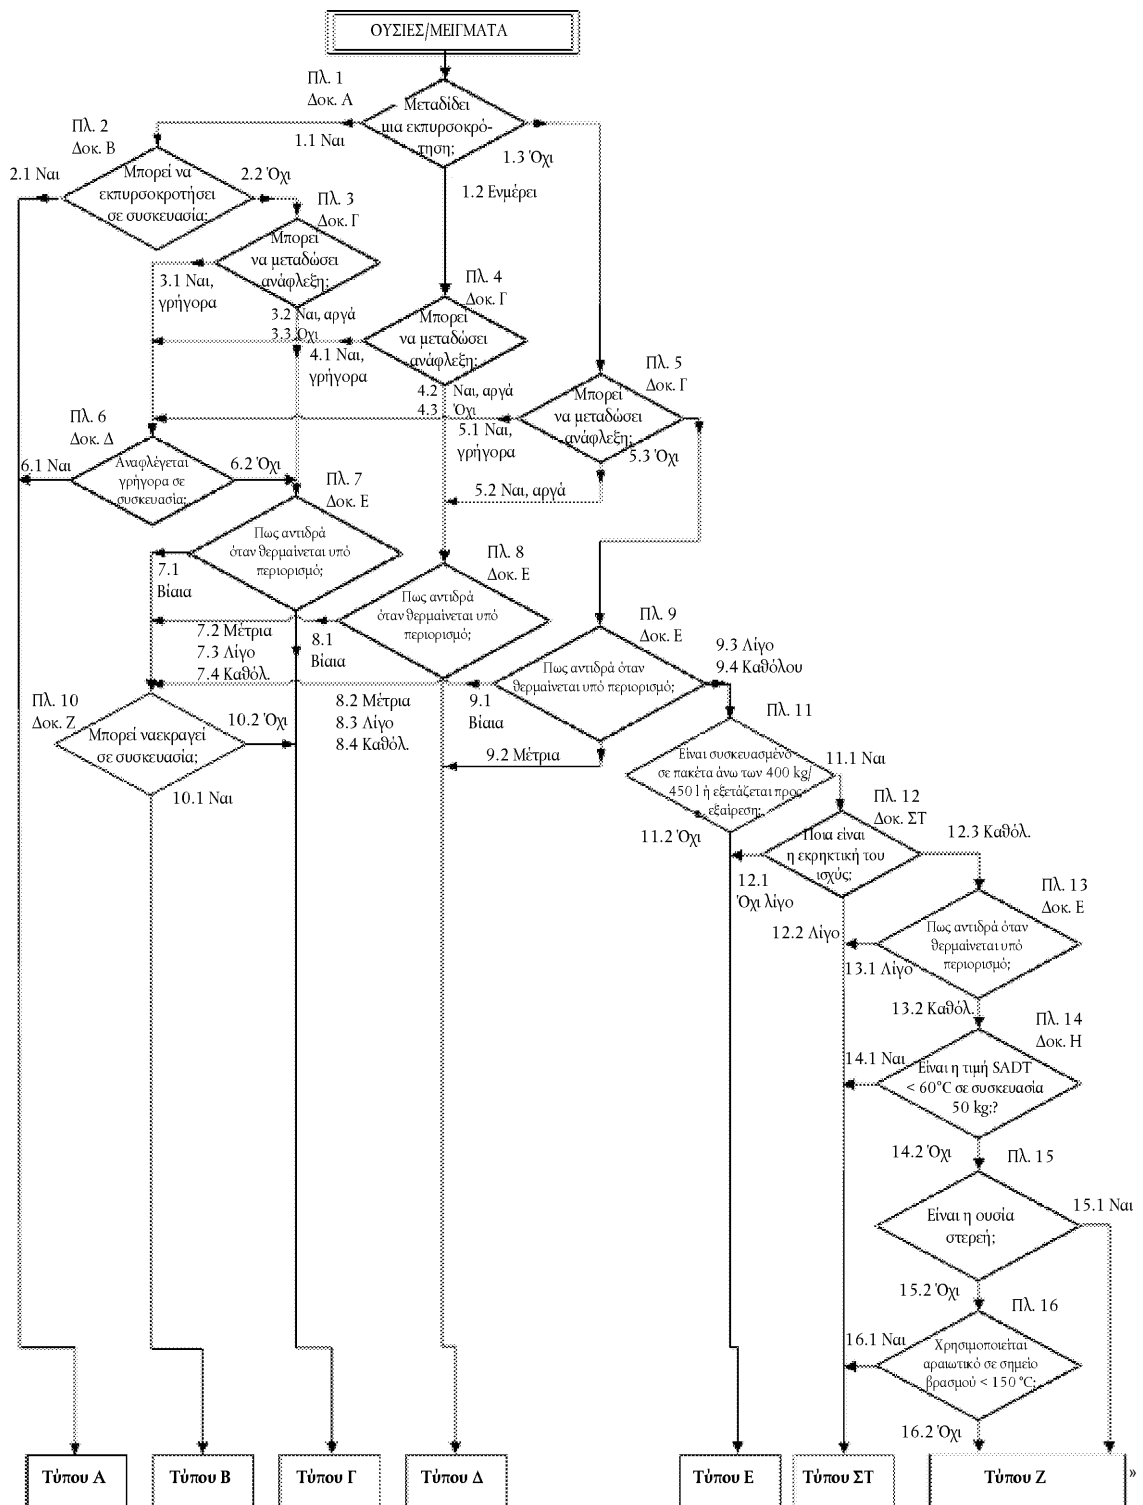 ΟΥΣΙΕΣ/ΜΕΙΓΜΑΤΑ
Πλ. 1
Δοκ. Α
Μεταδίδει
μια εκπυρσοκρό-
τηση;
1.1 Ναι
1.3 Όχι
1.2 Ενμέρει
Πλ. 2
Δοκ. Β
2.1 Ναι
2.2 Όχι
Μπορεί να
εκπυρσοκροτήσει
σε συσκευασία;
Πλ. 3
Δοκ. Γ
Μπορεί
να μεταδώσει
ανάφλεξη;
3.1 Ναι,
γρήγορα
3.2 Ναι, αργά
3.3 Όχι
Πλ. 4
Δοκ. Γ
Μπορεί
να μεταδώσει
ανάφλεξη;
4.1 Ναι,
γρήγορα
4.2 Ναι, αργά
4.3 Όχι
Πλ. 5
Δοκ. Γ
Μπορεί
να μεταδώσει
ανάφλεξη;
5.1 Ναι,
γρήγορα
5.3 Όχι
5.2 Ναι, αργά
Πλ. 6
Δοκ. Δ
6.1 Ναι
6.2 Όχι
Αναφλέγεται
γρήγορα σε
συσκευασία;
Πλ. 7
Δοκ. Ε
Πως αντιδρά
όταν θερμαίνεται υπό
περιορισμό;
7.1
Βίαια
7.2 Μέτρια
7.3 Λίγο
7.4 Καθόλ.
Πλ. 8
Δοκ. Ε
Πως αντιδρά
όταν θερμαίνεται υπό
περιορισμό;
8.1
Βίαια
8.2 Μέτρια
8.3 Λίγο
8.4 Καθόλ.
Πλ. 9
Δοκ. Ε
Πως αντιδρά όταν
θερμαίνεται υπό περιορισμό;
9.3 Λίγο
9.4 Καθόλου
9.1
Βίαια
9.2 Μέτρια
Πλ. 10
Δοκ. Ζ
Μπορεί ναεκραγεί
σε συσκευασία;
10.2 Όχι
10.1 Ναι
Πλ. 11
Είναι συσκευασμένο
σε πακέτα άνω των 400 kg/
450 l ή εξετάζεται προς
εξαίρεση;
11.1 Ναι
11.2 Όχι
Πλ. 12
Δοκ. ΣΤ
Ποια είναι
η εκρηκτική του
ισχύς;
12.3 Καθόλ.
12.1
Όχι λίγο
12.2 Λίγο
Πλ. 13
Δοκ. Ε
Πως αντιδρά όταν
θερμαίνεται υπό
περιορισμό;
13.1 Λίγο
13.2 Καθόλ.
Πλ. 14
Δοκ. Η
14.1 Ναι
Είναι η τιμή SADT
< 60°C σε συσκευασία
50 kg;?
14.2 Όχι
Πλ. 15
Είναι η ουσία
στερεή;
15.1 Ναι
15.2 Όχι
Πλ. 16
16.1 Ναι
Χρησιμοποιείται
αραιωτικό σε σημείο
βρασμού < 150 °C;
16.2 Όχι
Τύπου Α
Τύπου Β
Τύπου Γ
Τύπου Δ
Τύπου Ε
Τύπου ΣΤ
Τύπου Ζ
»